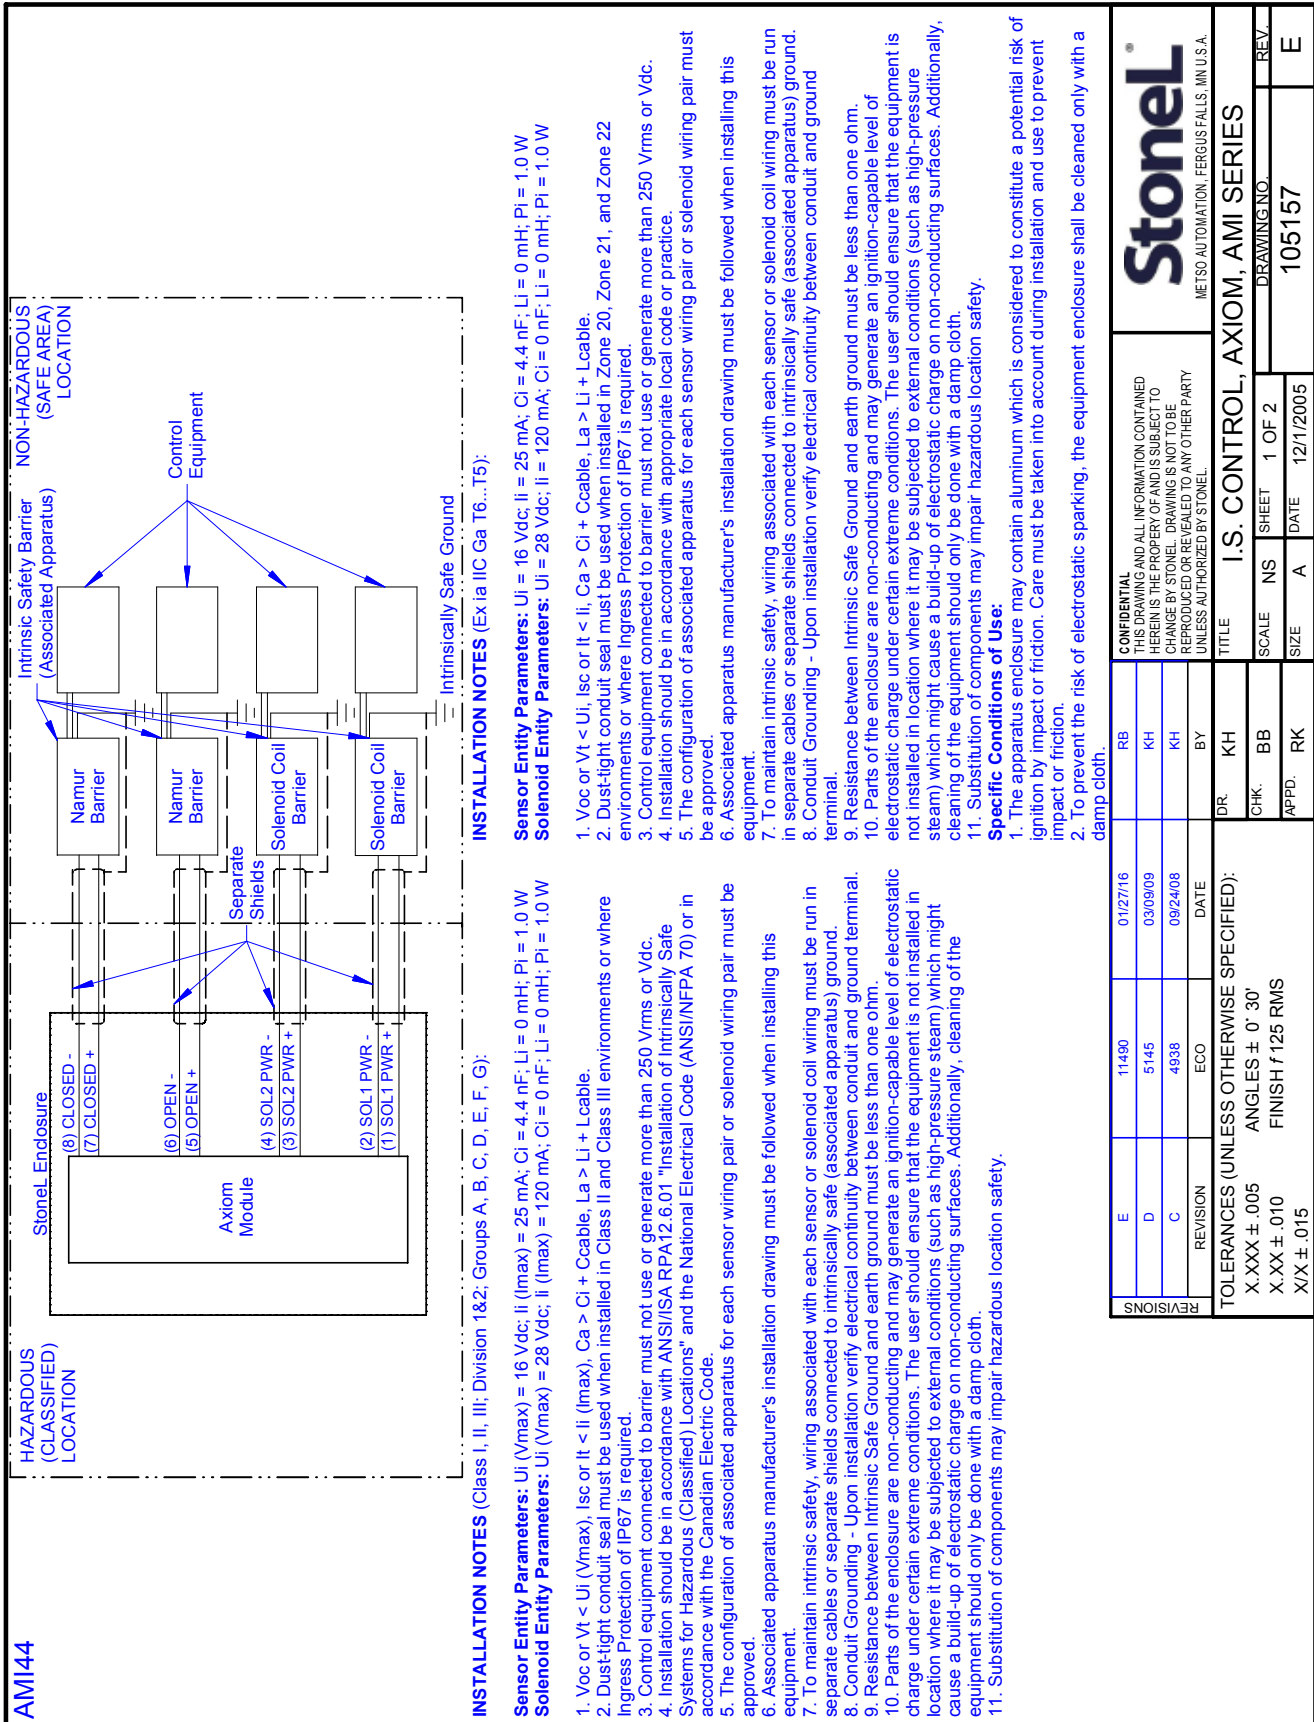 AMI44
HAZARDOUS
(CLASSIFIED)
LOCATION
NON-HAZARDOUS
(SAFE AREA)
LOCATION
StoneL Endosure
Axiom
Module
(8) CLOSED -
(7) CLOSED +
(6) OPEN -
(5) OPEN +
(4) SOL2 PWR -
(3) SOL2 PWR +
(2) SOL1 PWR -
(1) SOL1 PWR +
Separate
Shields
Namur
Barrier
Namur
Barrier
Solenoid Coil
Barrier
Solenoid Coil
Barrier
Intrinsic Safety Barrier
(Associated Apparatus)
Control
Equipment
Intrinsically Safe Ground
INSTALLATION NOTES (Class I, II, III; Division 1&2; Groups A, B, C, D, E, F, G):
Sensor Entity Parameters: Ui (Vmax) = 16 Vdc; Ii (Imax) = 25 mA; Ci = 4.4 nF; Li = 0 mH; Pi = 1.0 W
Solenoid Entity Parameters: Ui (Vmax) = 28 Vdc; Ii (Imax) = 120 mA; Ci = 0 nF; Li = 0 mH; Pi = 1.0 W
1. Voc or Vt < Ui (Vmax), Isc or It < Ii (Imax), Ca > Ci + Ccable, La > Li + Lcable.
2. Dust-tight conduit seal must be used when installed in Class II and Class III environments or where
Ingress Protection of IP67 is required.
3. Control equipment connected to barrier must not use or generate more than 250 Vrms or Vdc.
4. Installation should be in accordance with ANSI/ISA RPA12.6.01 "Installation of Intrinsically Safe
Systems for Hazardous (Classified) Locations" and the National Electrical Code (ANSI/NFPA 70) or in
accordance with the Canadian Electric Code.
5. The configuration of associated apparatus for each sensor wiring pair or solenoid wiring pair must be
approved.
6. Associated apparatus manufacturer's installation drawing must be followed when installing this
equipment.
7. To maintain intrinsic safety, wiring associated with each sensor or solenoid coil wiring must be run in
separate cables or separate shields connected to intrinsically safe (associated apparatus) ground.
8. Conduit Grounding - Upon installation verify electrical continuity between conduit and ground terminal.
9. Resistance between Intrinsic Safe Ground and earth ground must be less than one ohm.
10. Parts of the enclosure are non-conducting and may generate an ignition-capable level of electrostatic
charge under certain extreme conditions. The user should ensure that the equipment is not installed in
location where it may be subjected to external conditions (such as high-pressure steam) which might
cause a build-up of electrostatic charge on non-conducting surfaces. Additionally, cleaning of the
equipment should only be done with a damp cloth.
11. Substitution of components may impair hazardous location safety.
INSTALLATION NOTES (Ex ia IIC Ga T6...T5):
Sensor Entity Parameters: Ui = 16 Vdc; Ii = 25 mA; Ci = 4.4 nF; Li = 0 mH; Pi = 1.0 W
Solenoid Entity Parameters: Ui = 28 Vdc; Ii = 120 mA; Ci = 0 nF; Li = 0 mH; Pi = 1.0 W
1. Voc or Vt < Ui, Isc or It < Ii, Ca > Ci + Ccable, La > Li + Lcable.
2. Dust-tight conduit seal must be used when installed in Zone 20, Zone 21, and Zone 22
environments or where Ingress Protection of IP67 is required.
3. Control equipment connected to barrier must not use or generate more than 250 Vrms or Vdc.
4. Installation should be in accordance with appropriate local code or practice.
5. The configuration of associated apparatus for each sensor wiring pair or solenoid wiring pair must
be approved.
6. Associated apparatus manufacturer's installation drawing must be followed when installing this
equipment.
7. To maintain intrinsic safety, wiring associated with each sensor or solenoid coil wiring must be run
in separate cables or separate shields connected to intrinsically safe (associated apparatus) ground.
8. Conduit Grounding - Upon installation verify electrical continuity between conduit and ground
terminal.
9. Resistance between Intrinsic Safe Ground and earth ground must be less than one ohm.
10. Parts of the enclosure are non-conducting and may generate an ignition-capable level of
electrostatic charge under certain extreme conditions. The user should ensure that the equipment is
not installed in location where it may be subjected to external conditions (such as high-pressure
steam) which might cause a build-up of electrostatic charge on non-conducting surfaces. Additionally,
cleaning of the equipment should only be done with a damp cloth.
11. Substitution of components may impair hazardous location safety.
Specific Conditions of Use:
1. The apparatus enclosure may contain aluminum which is considered to constitute a potential risk of
ignition by impact or friction. Care must be taken into account during installation and use to prevent
impact or friction.
2. To prevent the risk of electrostatic sparking, the equipment enclosure shall be cleaned only with a
damp cloth.
REVISIONS
E 11490 01/27/16 RB
D 5145 03/09/09 KH
C 4938 09/24/08 KH
REVISION ECO DATE BY
TOLERANCES (UNLESS OTHERWISE SPECIFIED):
X.XXX ± .005 ANGLES ± 0° 30'
X.XX ± .010 FINISH f 125 RMS
X/X ± .015
DR. KH
CHK. BB
APPD. RK
CONFIDENTIAL
THIS DRAWING AND ALL INFORMATION CONTAINED
HEREIN IS THE PROPERTY OF AND IS SUBJECT TO
CHANGE BY STONEL. DRAWING IS NOT TO BE
REPRODUCED OR REVEALED TO ANY OTHER PARTY
UNLESS AUTHORIZED BY STONEL.
StoneL®
METSO AUTOMATION, FERGUS FALLS, MN U.S.A.
TITLE I.S. CONTROL, AXIOM, AMI SERIES
SCALE NS SHEET 1 OF 2 DRAWING NO. REV.
SIZE A DATE 12/1/2005 105157 E